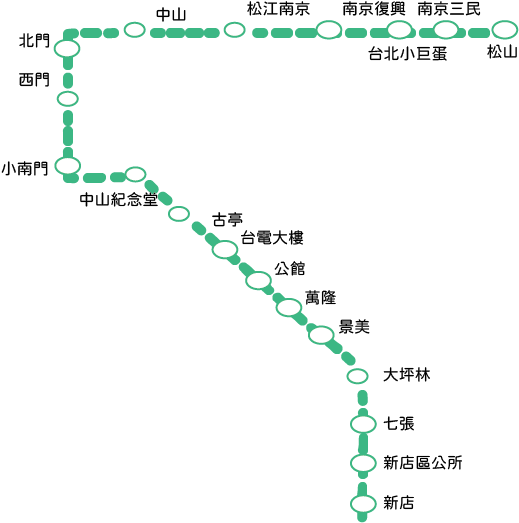 中山
松江南京
南京復興
南京三民
北門
台北小巨蛋
松山
西門
小南門
中山紀念堂
古亭
台電大樓
公館
萬隆
景美
大坪林
七張
新店區公所
新店